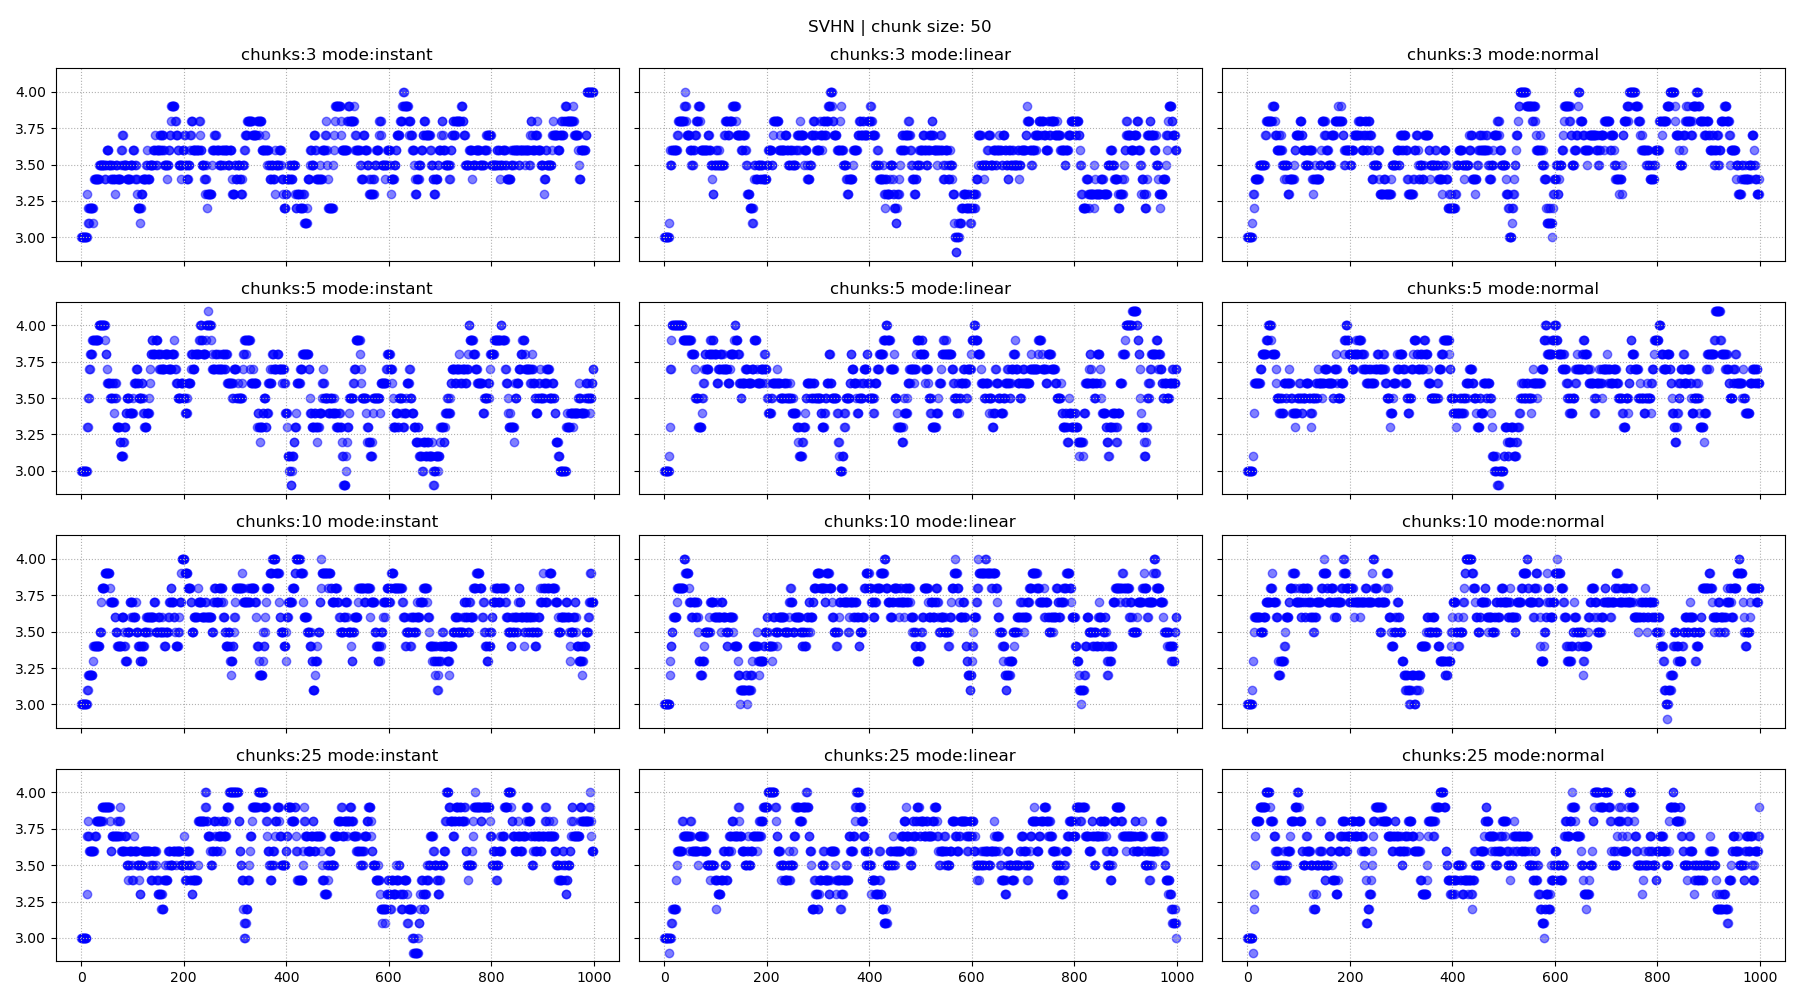 SVHN | chunk size: 50
chunks:3 mode:instant
chunks:3 mode:linear
chunks:3 mode:normal
4.00
3.75
3.50
3.25
3.00
chunks:5 mode:instant
chunks:5 mode:linear
chunks:5 mode:normal
4.00
3.75
3.50
3.25
3.00
chunks:10 mode:instant
chunks:10 mode:linear
chunks:10 mode:normal
4.00
3.75
3.50
3.25
3.00
chunks:25 mode:instant
chunks:25 mode:linear
chunks:25 mode:normal
4.00
3.75
3.50
3.25
3.00
0 200 400 600 800 1000
0 200 400 600 800 1000
0 200 400 600 800 1000